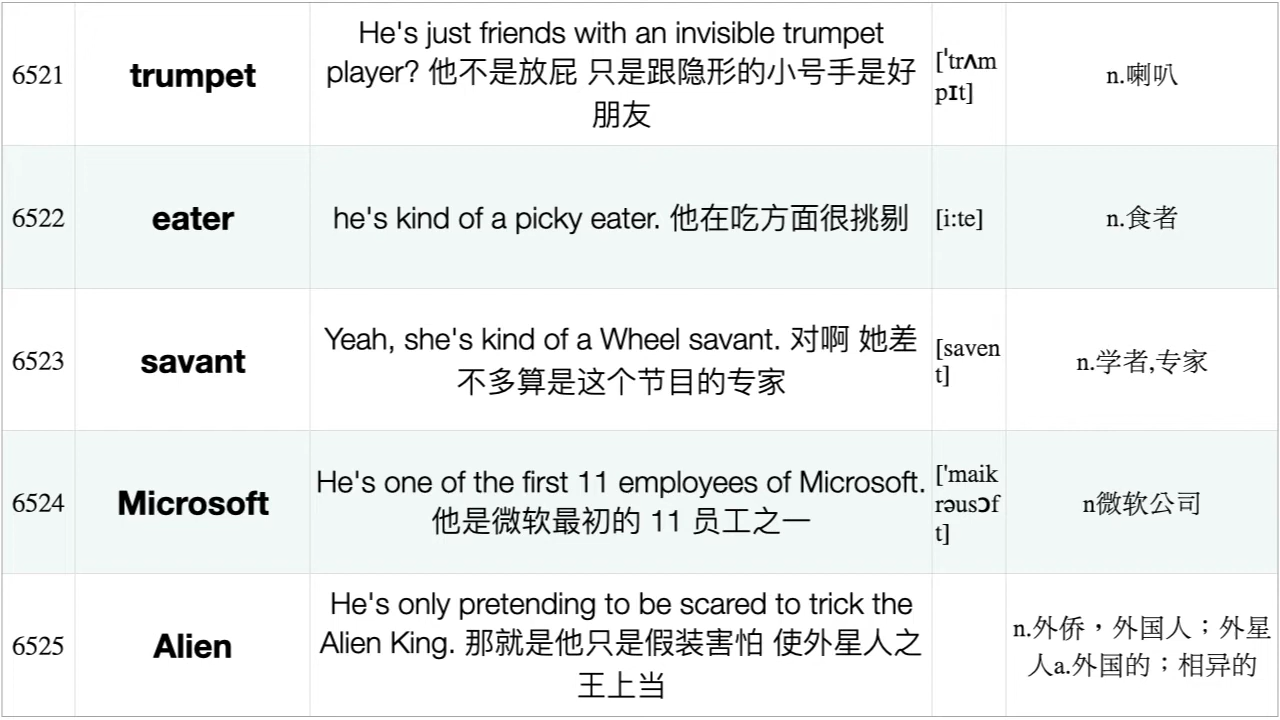 6521
trumpet
He's just friends with an invisible trumpet
player? 他不是放屁 只是跟隐形的小号手是好
朋友
['trʌm
pɪt]
n.喇叭
6522
eater
he's kind of a picky eater. 他在吃方面很挑剔
[i:te]
n.食者
6523
savant
Yeah, she's kind of a Wheel savant. 对啊 她差
不多算是这个节目的专家
[saven
t]
n.学者,专家
6524
Microsoft
He's one of the first 11 employees of Microsoft.
他是微软最初的 11 员工之一
['maik
rəusɔf
t]
n微软公司
6525
Alien
He's only pretending to be scared to trick the
Alien King. 那就是他只是假装害怕 使外星人之
王上当
n.外侨，外国人；外星
人a.外国的；相异的